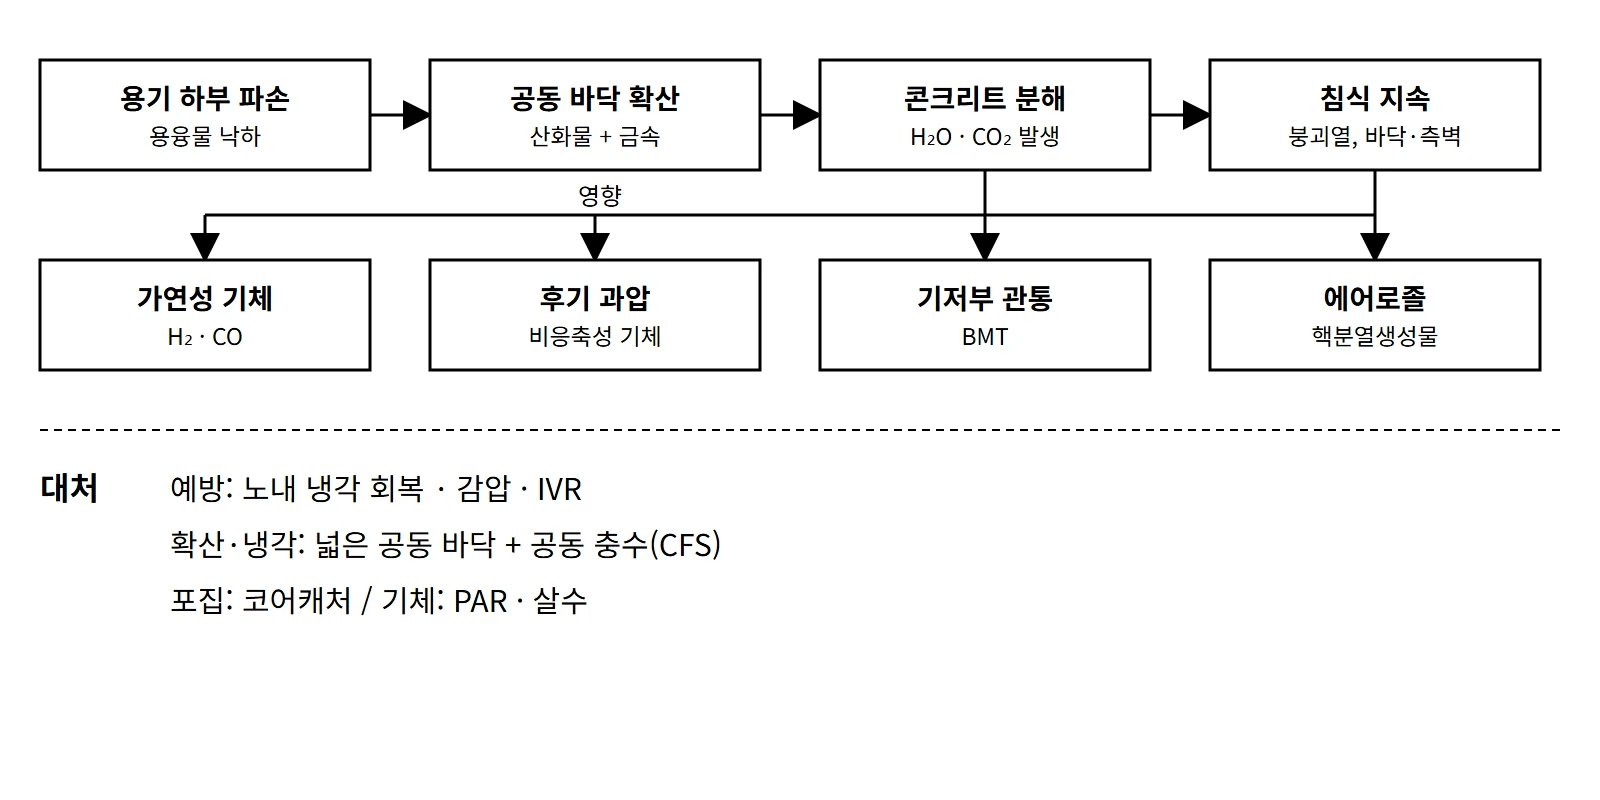 용기 하부 파손
용융물 낙하
공동 바닥 확산
산화물 + 금속
콘크리트 분해
H₂O · CO₂ 발생
침식 지속
붕괴열, 바닥·측벽
영향
가연성 기체
H₂ · CO
후기 과압
비응축성 기체
기저부 관통
BMT
에어로졸
핵분열생성물
대처
예방: 노내 냉각 회복 · 감압 · IVR
확산·냉각: 넓은 공동 바닥 + 공동 충수(CFS)
포집: 코어캐처 / 기체: PAR · 살수